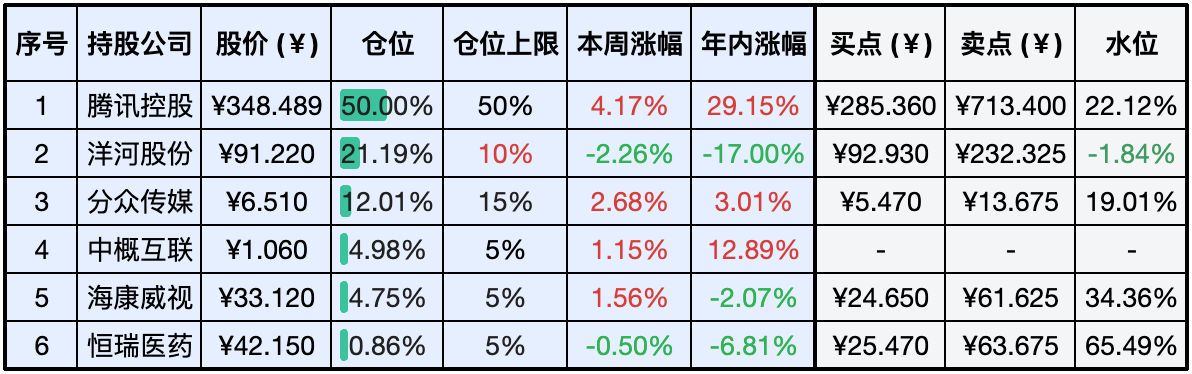 序号 持股公司 股价 (¥) 仓位 仓位上限 本周涨幅 年内涨幅 买点 (¥) 卖点 (¥) 水位
1 腾讯控股 ¥348.489 50.00% 50% 4.17% 29.15% ¥285.360 ¥713.400 22.12%
2 洋河股份 ¥91.220 21.19% 10% -2.26% -17.00% ¥92.930 ¥232.325 -1.84%
3 分众传媒 ¥6.510 12.01% 15% 2.68% 3.01% ¥5.470 ¥13.675 19.01%
4 中概互联 ¥1.060 4.98% 5% 1.15% 12.89% - - -
5 海康威视 ¥33.120 4.75% 5% 1.56% -2.07% ¥24.650 ¥61.625 34.36%
6 恒瑞医药 ¥42.150 0.86% 5% -0.50% -6.81% ¥25.470 ¥63.675 65.49%